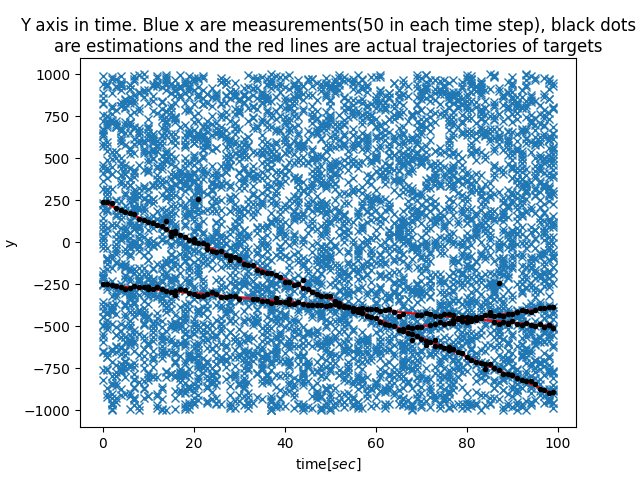 Y axis in time. Blue x are measurements(50 in each time step), black dots
are estimations and the red lines are actual trajectories of targets
1000
750
500
250
0
−250
−500
−750
−1000
y
0 20 40 60 80 100
time[sec]